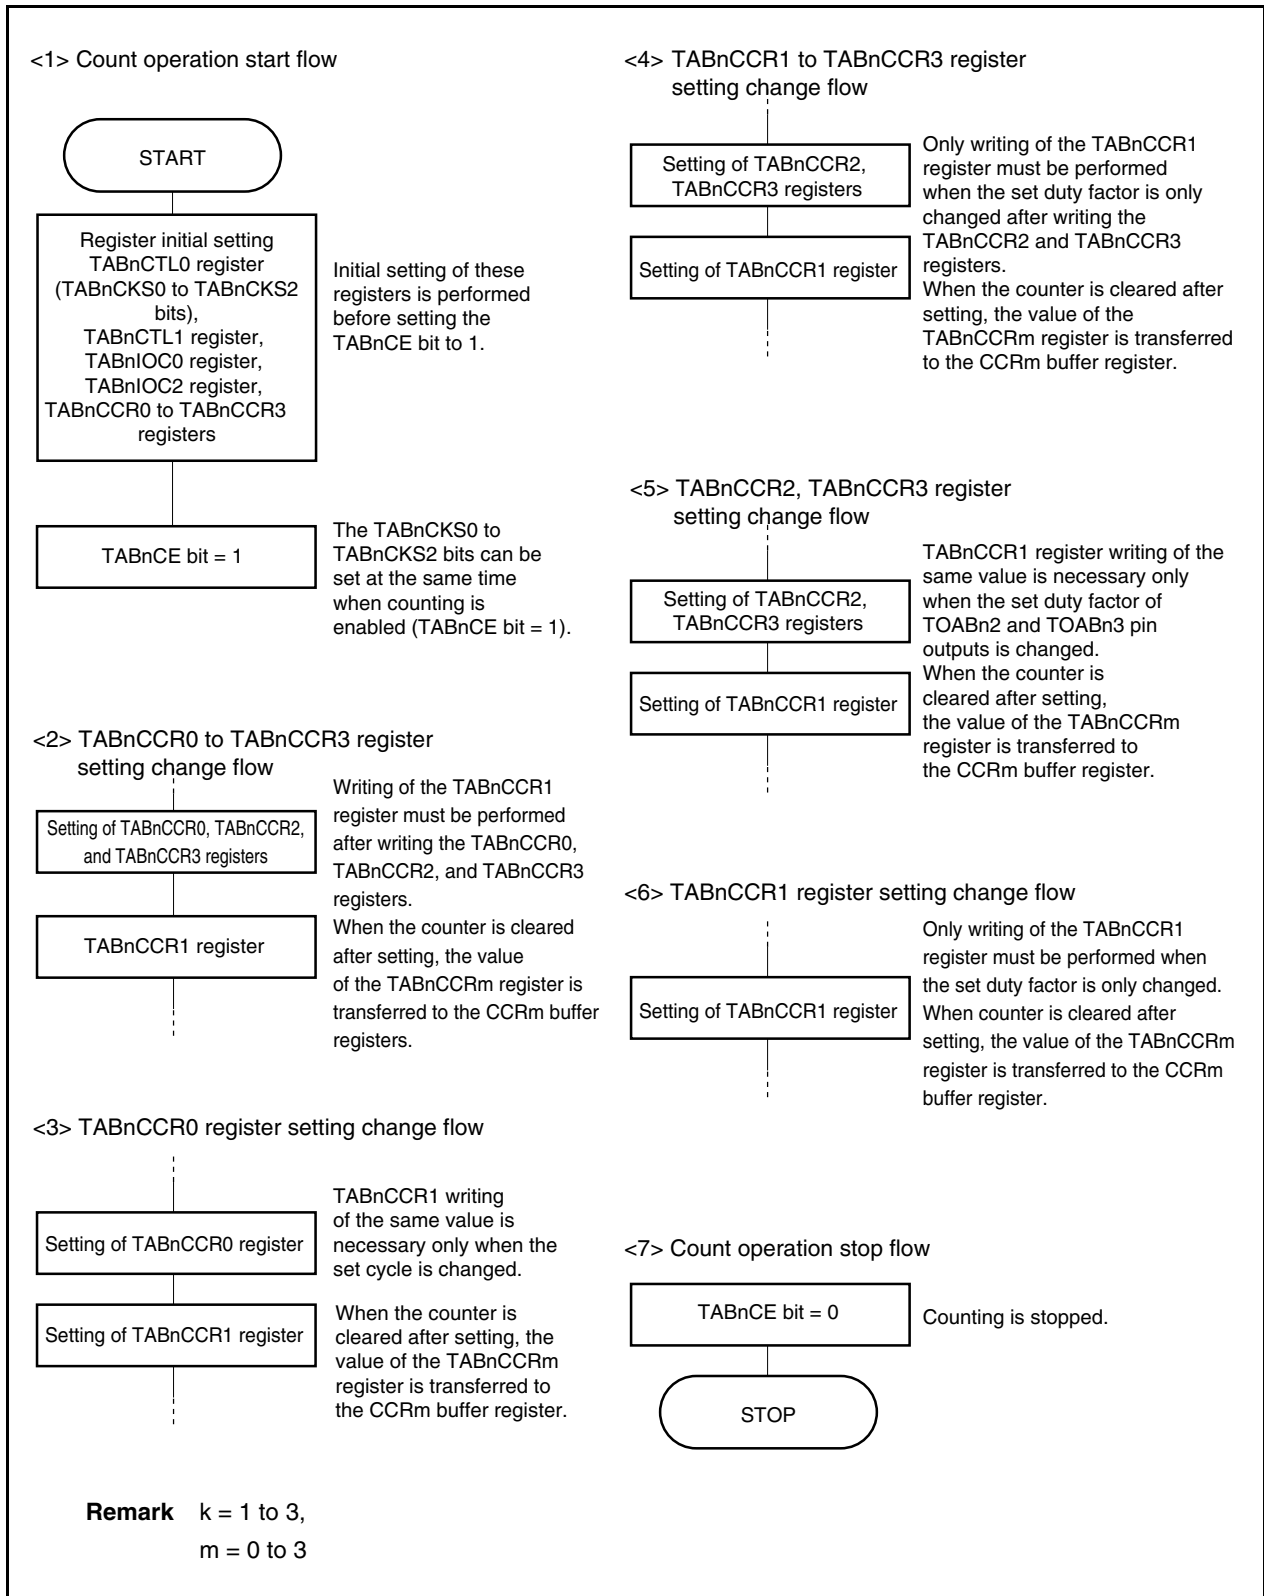 <1> Count operation start flow
START
Register initial setting
TABnCTL0 register
(TABnCKS0 to TABnCKS2
bits),
TABnCTL1 register,
TABnIOC0 register,
TABnIOC2 register,
TABnCCR0 to TABnCCR3
registers
Initial setting of these
registers is performed
before setting the
TABnCE bit to 1.
TABnCE bit = 1
The TABnCKS0 to
TABnCKS2 bits can be
set at the same time
when counting is
enabled (TABnCE bit = 1).
<2> TABnCCR0 to TABnCCR3 register
setting change flow
Setting of TABnCCR0, TABnCCR2,
and TABnCCR3 registers
TABnCCR1 register
Writing of the TABnCCR1
register must be performed
after writing the TABnCCR0,
TABnCCR2, and TABnCCR3
registers.
When the counter is cleared
after setting, the value
of the TABnCCRm register is
transferred to the CCRm buffer
registers.
<3> TABnCCR0 register setting change flow
Setting of TABnCCR0 register
TABnCCR1 writing
of the same value is
necessary only when the
set cycle is changed.
Setting of TABnCCR1 register
When the counter is
cleared after setting, the
value of the TABnCCRm
register is transferred to
the CCRm buffer register.
<4> TABnCCR1 to TABnCCR3 register
setting change flow
Setting of TABnCCR2,
TABnCCR3 registers
Setting of TABnCCR1 register
Only writing of the TABnCCR1
register must be performed
when the set duty factor is only
changed after writing the
TABnCCR2 and TABnCCR3
registers.
When the counter is cleared after
setting, the value of the
TABnCCRm register is transferred
to the CCRm buffer register.
<5> TABnCCR2, TABnCCR3 register
setting change flow
Setting of TABnCCR2,
TABnCCR3 registers
Setting of TABnCCR1 register
TABnCCR1 register writing of the
same value is necessary only
when the set duty factor of
TOABn2 and TOABn3 pin
outputs is changed.
When the counter is
cleared after setting,
the value of the TABnCCRm
register is transferred to
the CCRm buffer register.
<6> TABnCCR1 register setting change flow
Setting of TABnCCR1 register
Only writing of the TABnCCR1
register must be performed when
the set duty factor is only changed.
When counter is cleared after
setting, the value of the TABnCCRm
register is transferred to the CCRm
buffer register.
<7> Count operation stop flow
TABnCE bit = 0
Counting is stopped.
STOP
Remark k = 1 to 3,
m = 0 to 3